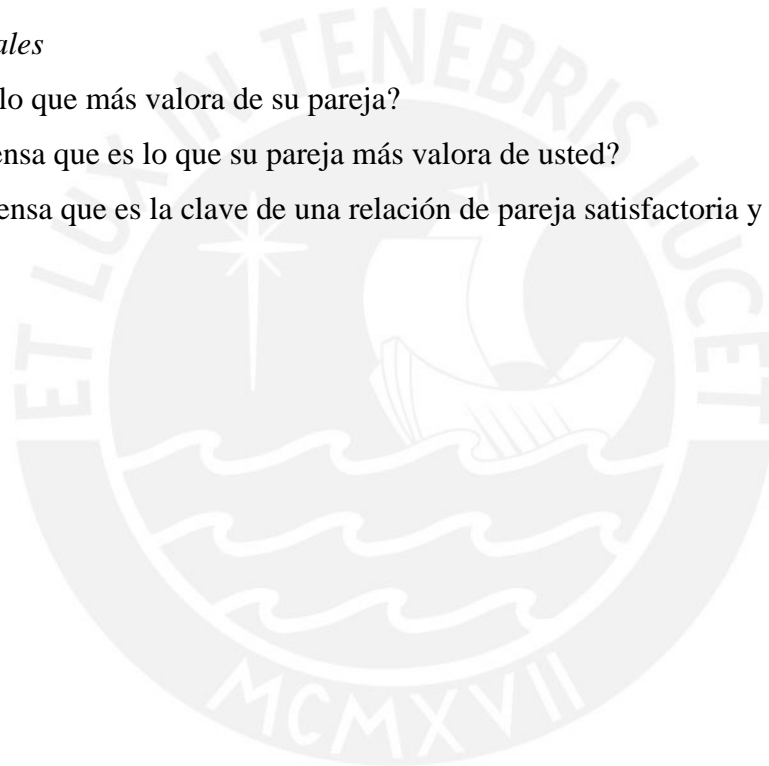 ales
lo que más valora de su pareja?
ensa que es lo que su pareja más valora de usted?
ensa que es la clave de una relación de pareja satisfactoria y
ET LUX IN TENEBRIS LUCET
MCMXVII